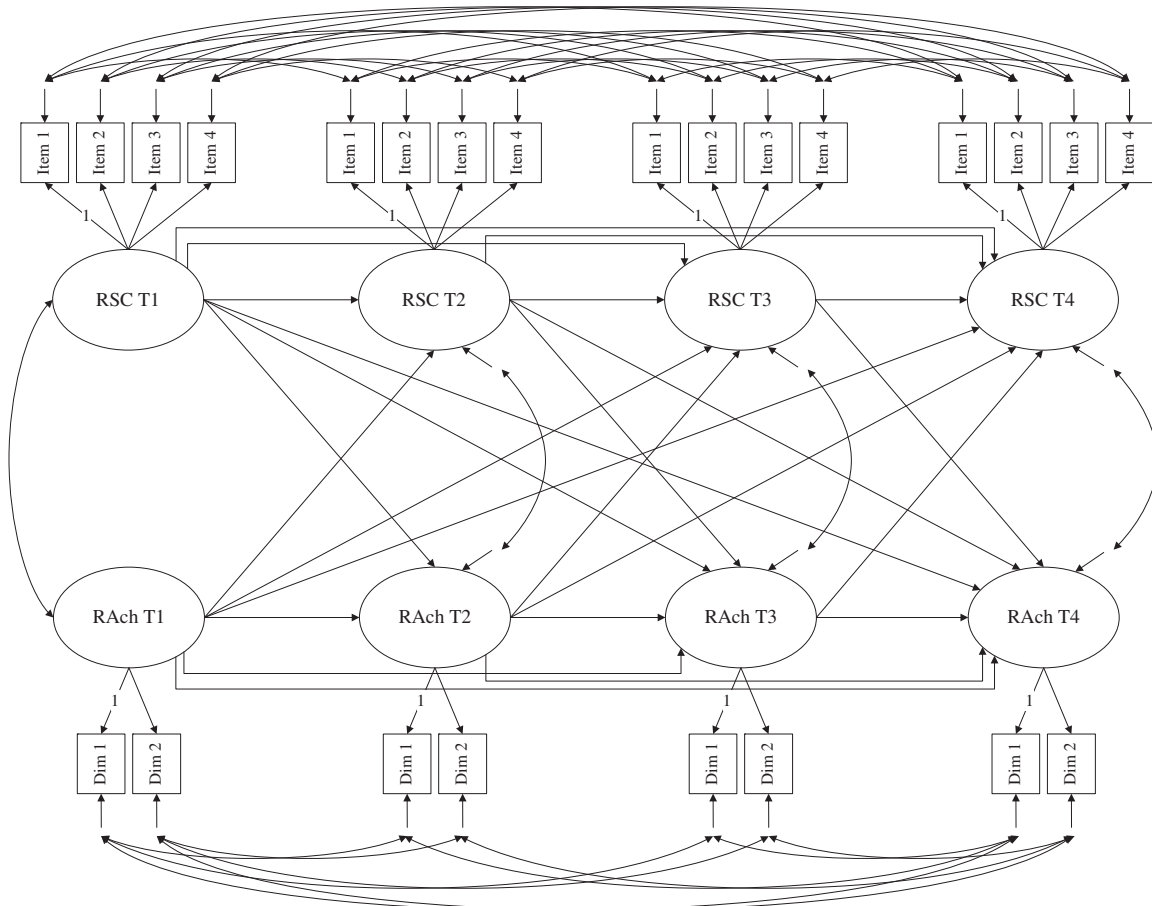 Item 1 Item 2 Item 3 Item 4 Item 1 Item 2 Item 3 Item 4 Item 1 Item 2 Item 3 Item 4 Item 1 Item 2 Item 3 Item 4
1 1 1 1
RSC T1 RSC T2 RSC T3 RSC T4
RAch T1 RAch T2 RAch T3 RAch T4
1 1 1 1
Dim 1 Dim 2 Dim 1 Dim 2 Dim 1 Dim 2 Dim 1 Dim 2